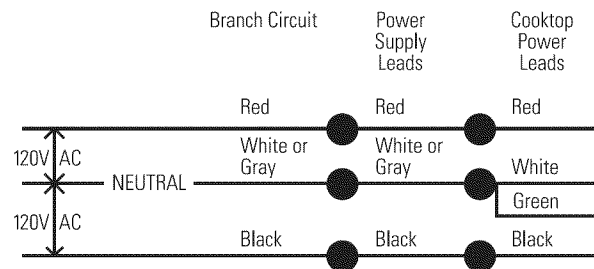 Branch Circuit
Power
Supply
Leads
Cooktop
Power
Leads
Red
Red
Red
120V AC
White or
Gray
White or
Gray
White
NEUTRAL
Green
120V AC
Black
Black
Black